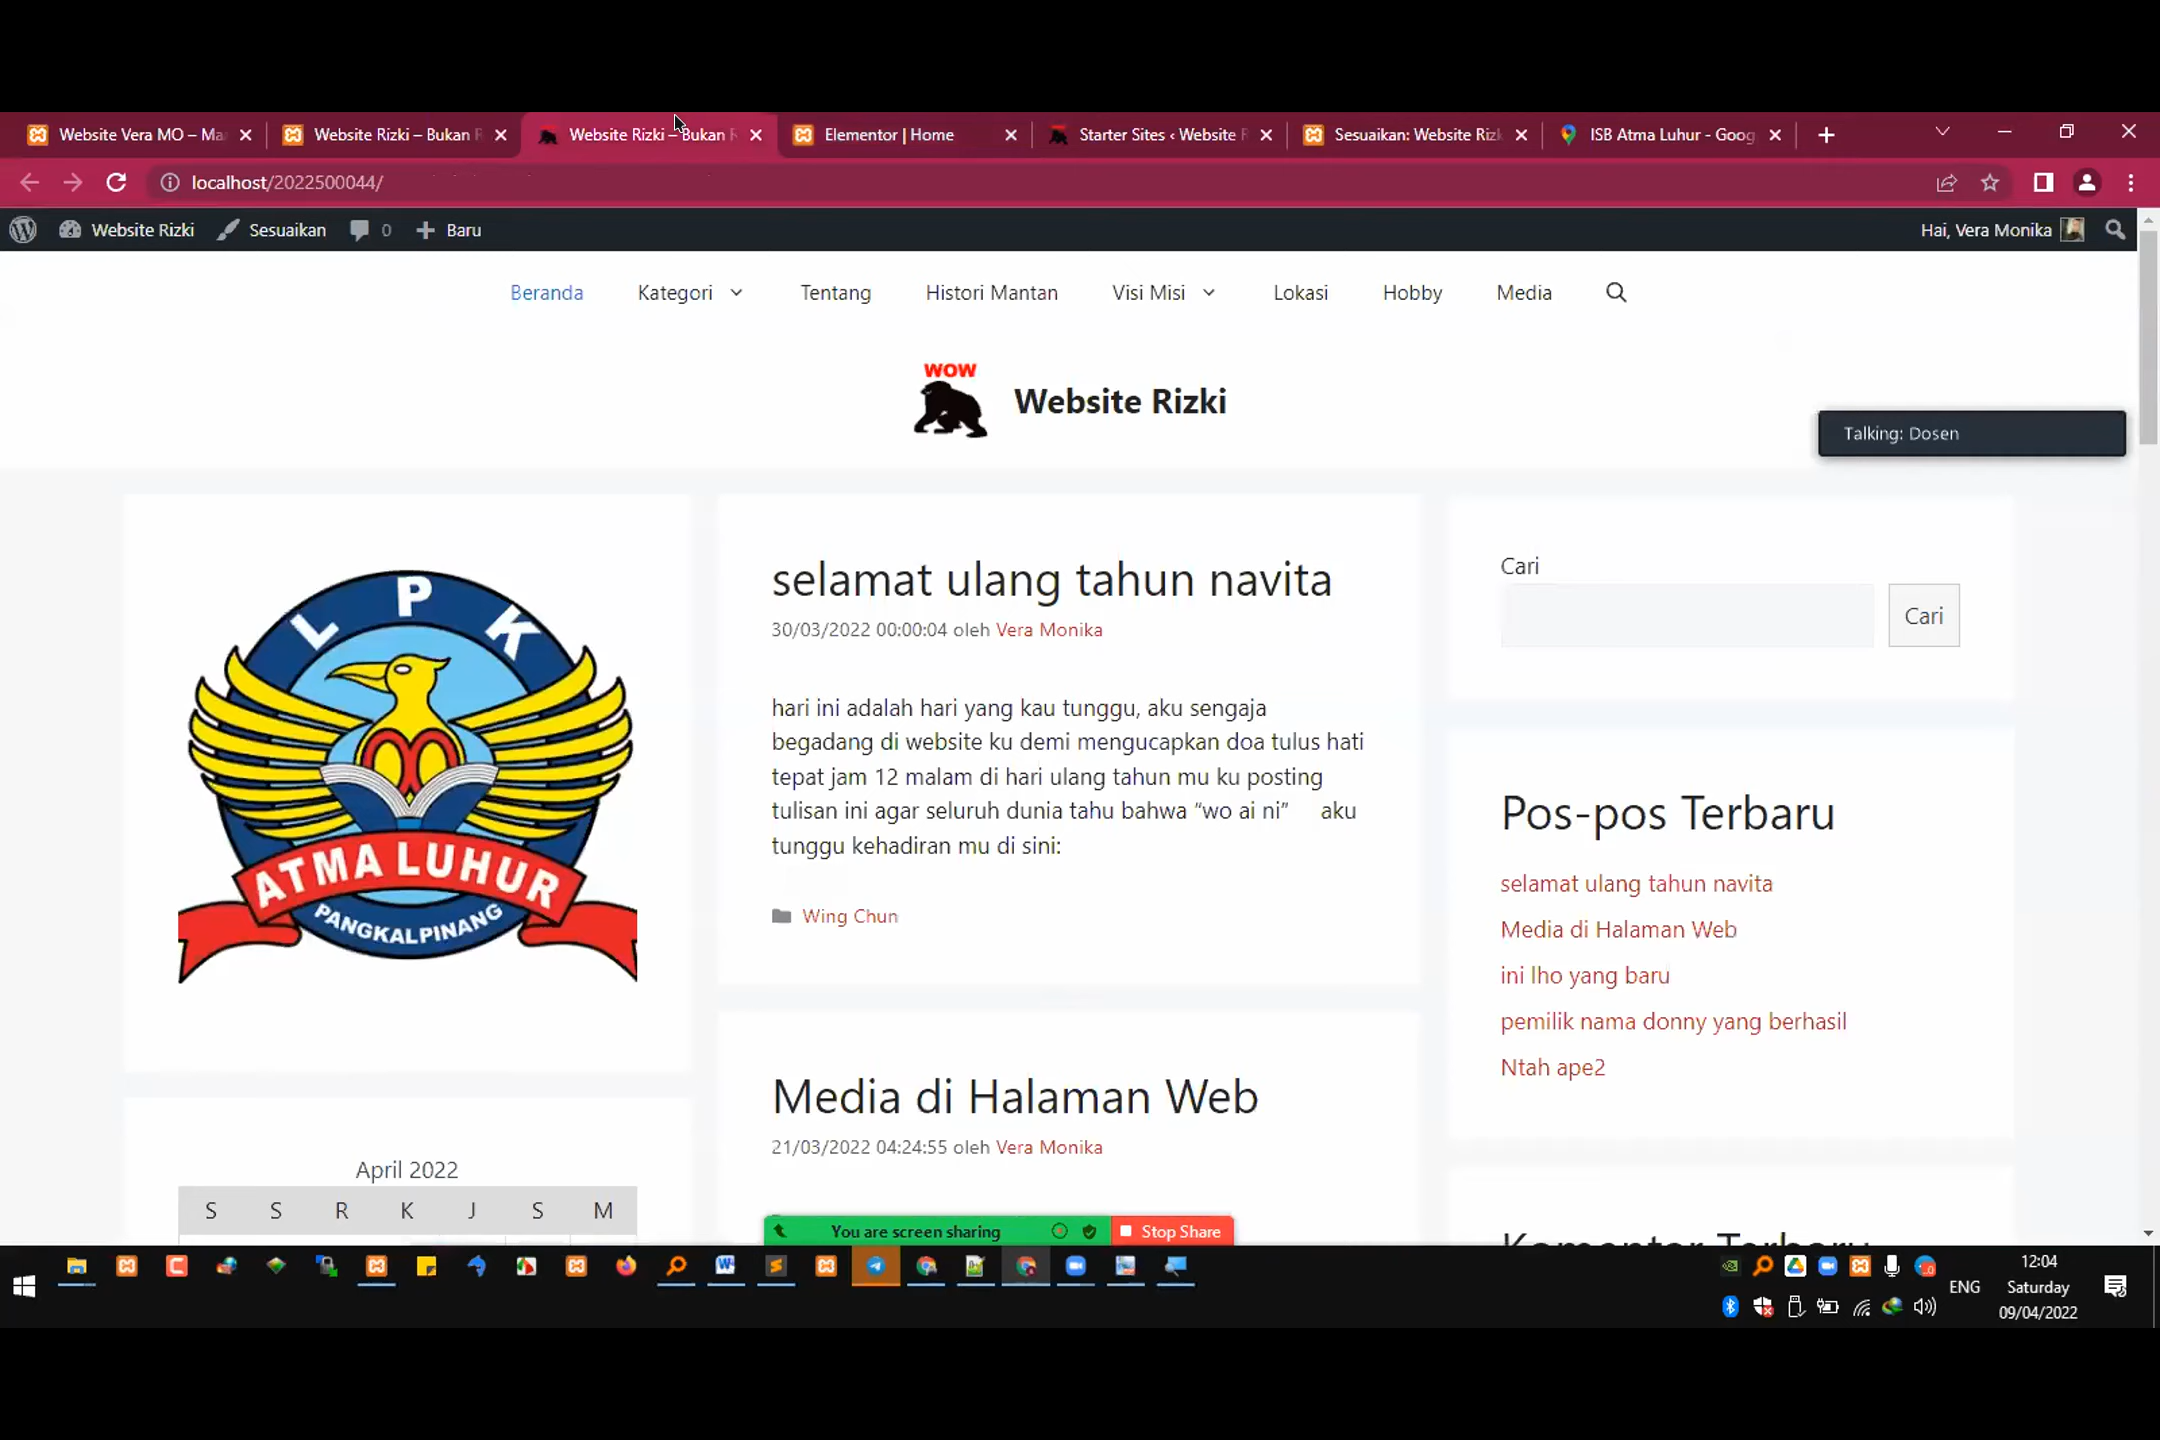 Website Vera MO – Ma
Website Rizki – Bukan R
Website Rizki – Bukan R
Elementor | Home
Starter Sites ‹ Website R
Sesuaikan: Website Rizk
ISB Atma Luhur - Goog
localhost/2022500044/
Website Rizki
Sesuaikan
0
Baru
Hai, Vera Monika
Beranda
Kategori
Tentang
Histori Mantan
Visi Misi
Lokasi
Hobby
Media
WOW
Website Rizki
Talking: Dosen
L P K
ATMA LUHUR
PANGKALPINANG
April 2022
S S R K J S M
selamat ulang tahun navita
30/03/2022 00:00:04 oleh Vera Monika
hari ini adalah hari yang kau tunggu, aku sengaja
begadang di website ku demi mengucapkan doa tulus hati
tepat jam 12 malam di hari ulang tahun mu ku posting
tulisan ini agar seluruh dunia tahu bahwa “wo ai ni” aku
tunggu kehadiran mu di sini:
Wing Chun
Media di Halaman Web
21/03/2022 04:24:55 oleh Vera Monika
Cari
Cari
Pos-pos Terbaru
selamat ulang tahun navita
Media di Halaman Web
ini lho yang baru
pemilik nama donny yang berhasil
Ntah ape2
Komentar Terbaru
You are screen sharing
Stop Share
ENG
12:04
Saturday
09/04/2022